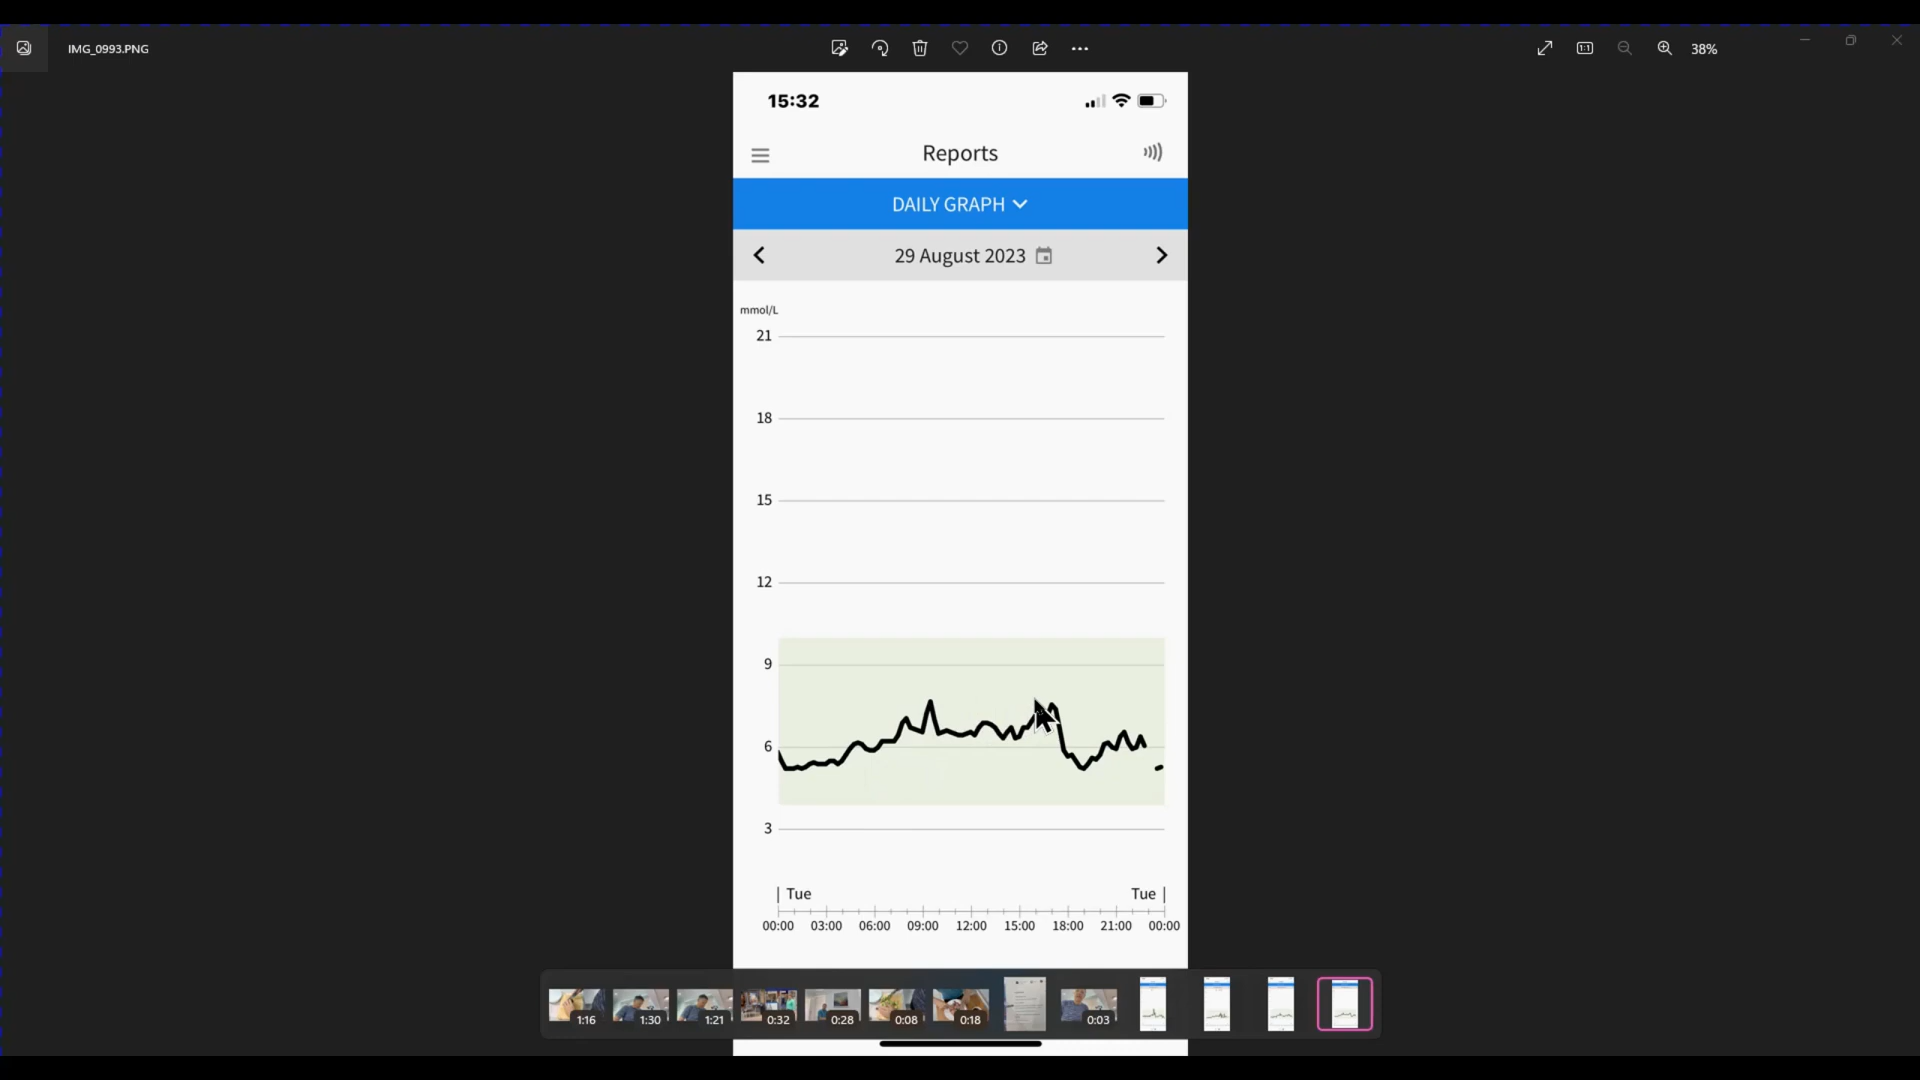 IMG_0993.PNG
38%
15:32
Reports
DAILY GRAPH
29 August 2023
mmol/L
21
18
15
12
9
6
3
Tue Tue
00:00 03:00 06:00 09:00 12:00 15:00 18:00 21:00 00:00
1:16 1:30 1:21 0:32 0:28 0:08 0:18 0:03